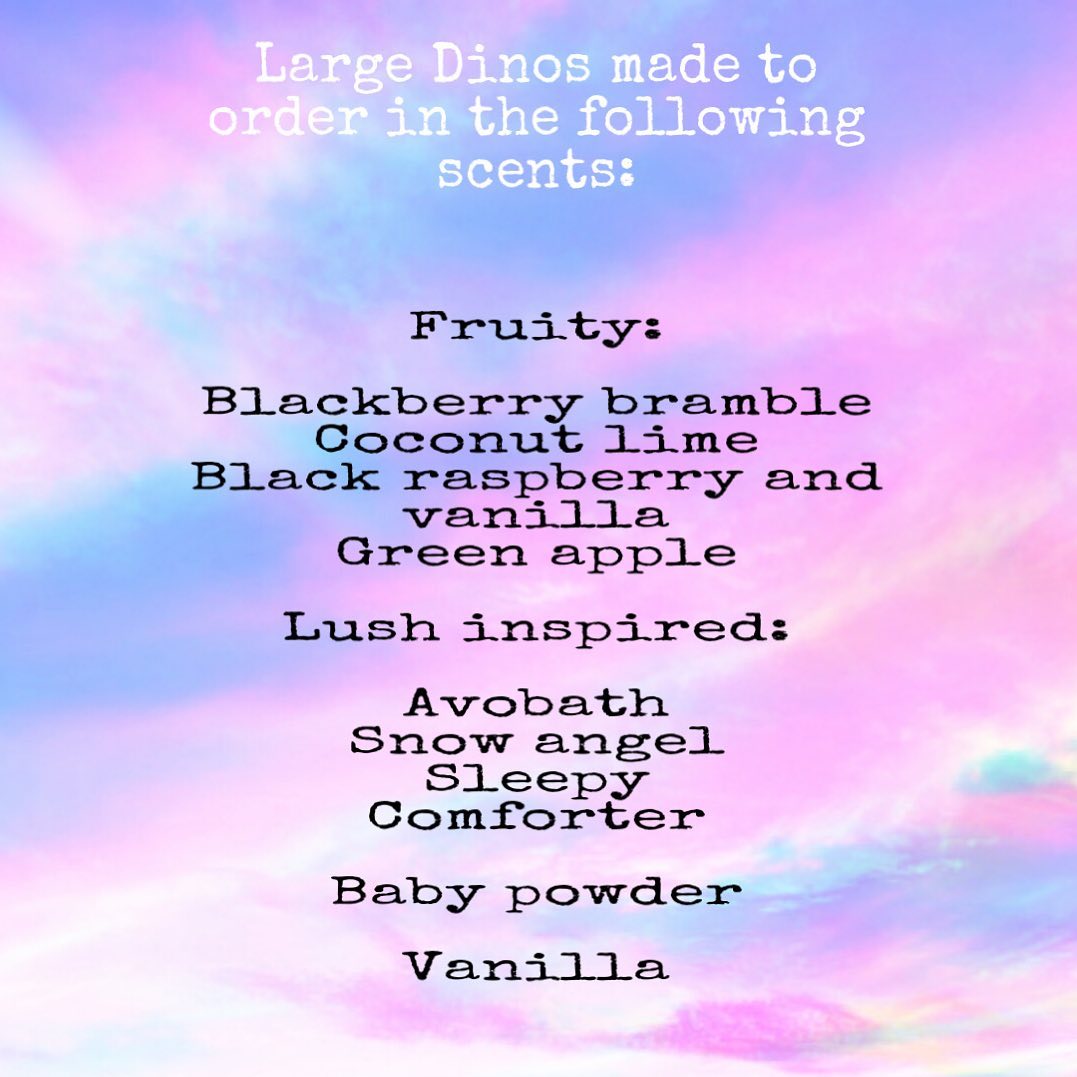 Large Dinos made to
order in the following
scents:
Fruity:
Blackberry bramble
Coconut lime
Black raspberry and
vanilla
Green apple
Lush inspired:
Avobath
Snow angel
Sleepy
Comforter
Baby powder
Vanilla